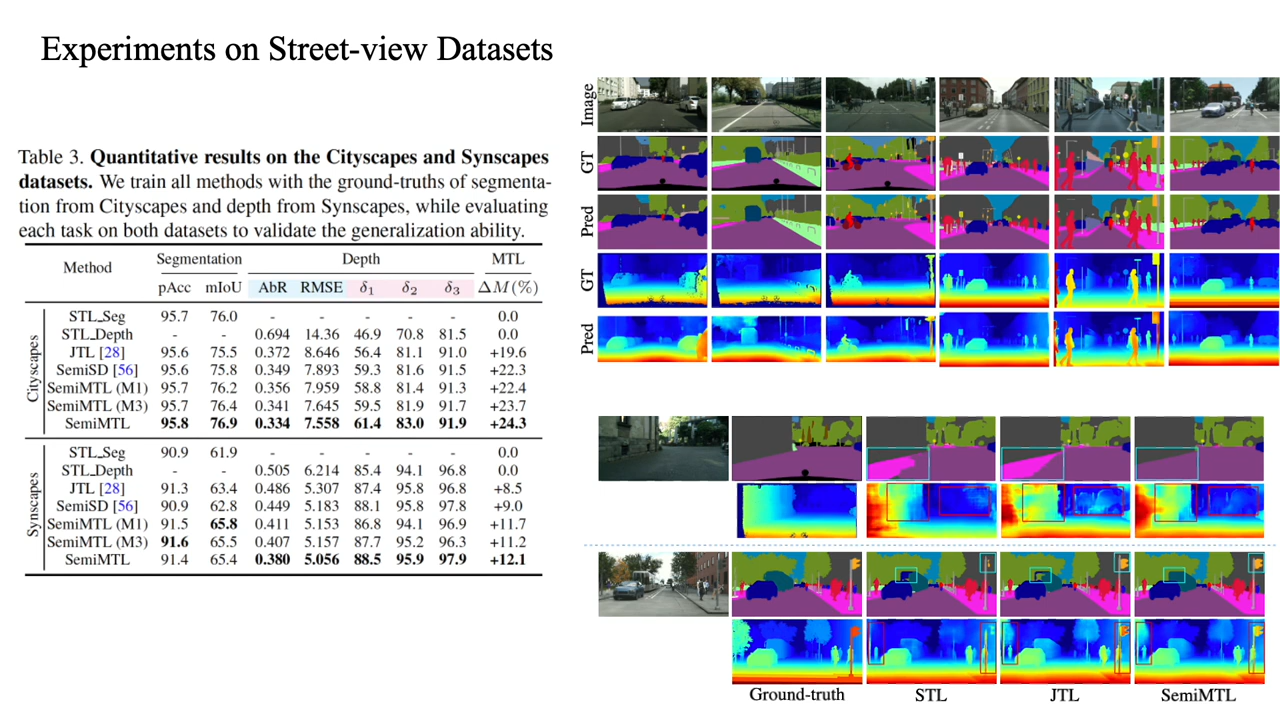 Experiments on Street-view Datasets
Table 3. Quantitative results on the Cityscapes and Synscapes
datasets. We train all methods with the ground-truths of segmenta-
tion from Cityscapes and depth from Synscapes, while evaluating
each task on both datasets to validate the generalization ability.
Method Segmentation Depth MTL
pAcc mIoU AbR RMSE δ1 δ2 δ3 ΔM(%)
Cityscapes
STL_Seg 95.7 76.0 - - - - - 0.0
STL_Depth - - 0.694 14.36 46.9 70.8 81.5 0.0
JTL [28] 95.6 75.5 0.372 8.646 56.4 81.1 91.0 +19.6
SemiSD [56] 95.6 75.8 0.349 7.893 59.3 81.6 91.5 +22.3
SemiMTL (M1) 95.7 76.2 0.356 7.959 58.8 81.4 91.3 +22.4
SemiMTL (M3) 95.7 76.4 0.341 7.645 59.5 81.9 91.7 +23.7
SemiMTL 95.8 76.9 0.334 7.558 61.4 83.0 91.9 +24.3
Synscapes
STL_Seg 90.9 61.9 - - - - - 0.0
STL_Depth - - 0.505 6.214 85.4 94.1 96.8 0.0
JTL [28] 91.3 63.4 0.486 5.307 87.4 95.8 96.8 +8.5
SemiSD [56] 90.9 62.8 0.449 5.183 88.1 95.8 97.8 +9.0
SemiMTL (M1) 91.5 65.8 0.411 5.153 86.8 94.1 96.9 +11.7
SemiMTL (M3) 91.6 65.5 0.407 5.157 87.7 95.2 96.3 +11.2
SemiMTL 91.4 65.4 0.380 5.056 88.5 95.9 97.9 +12.1
Image
GT
Pred
GT
Pred
Ground-truth STL JTL SemiMTL